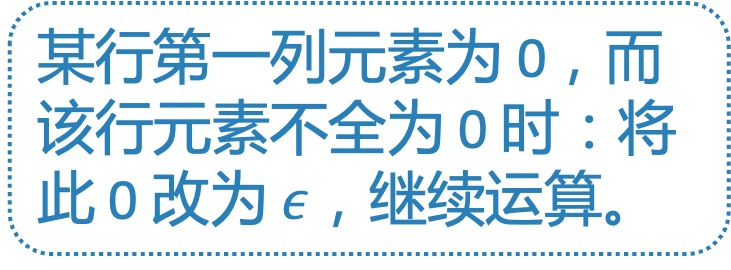 某行第一列元素为 0，而
该行元素不全为 0 时：将
此 0 改为 ϵ，继续运算。